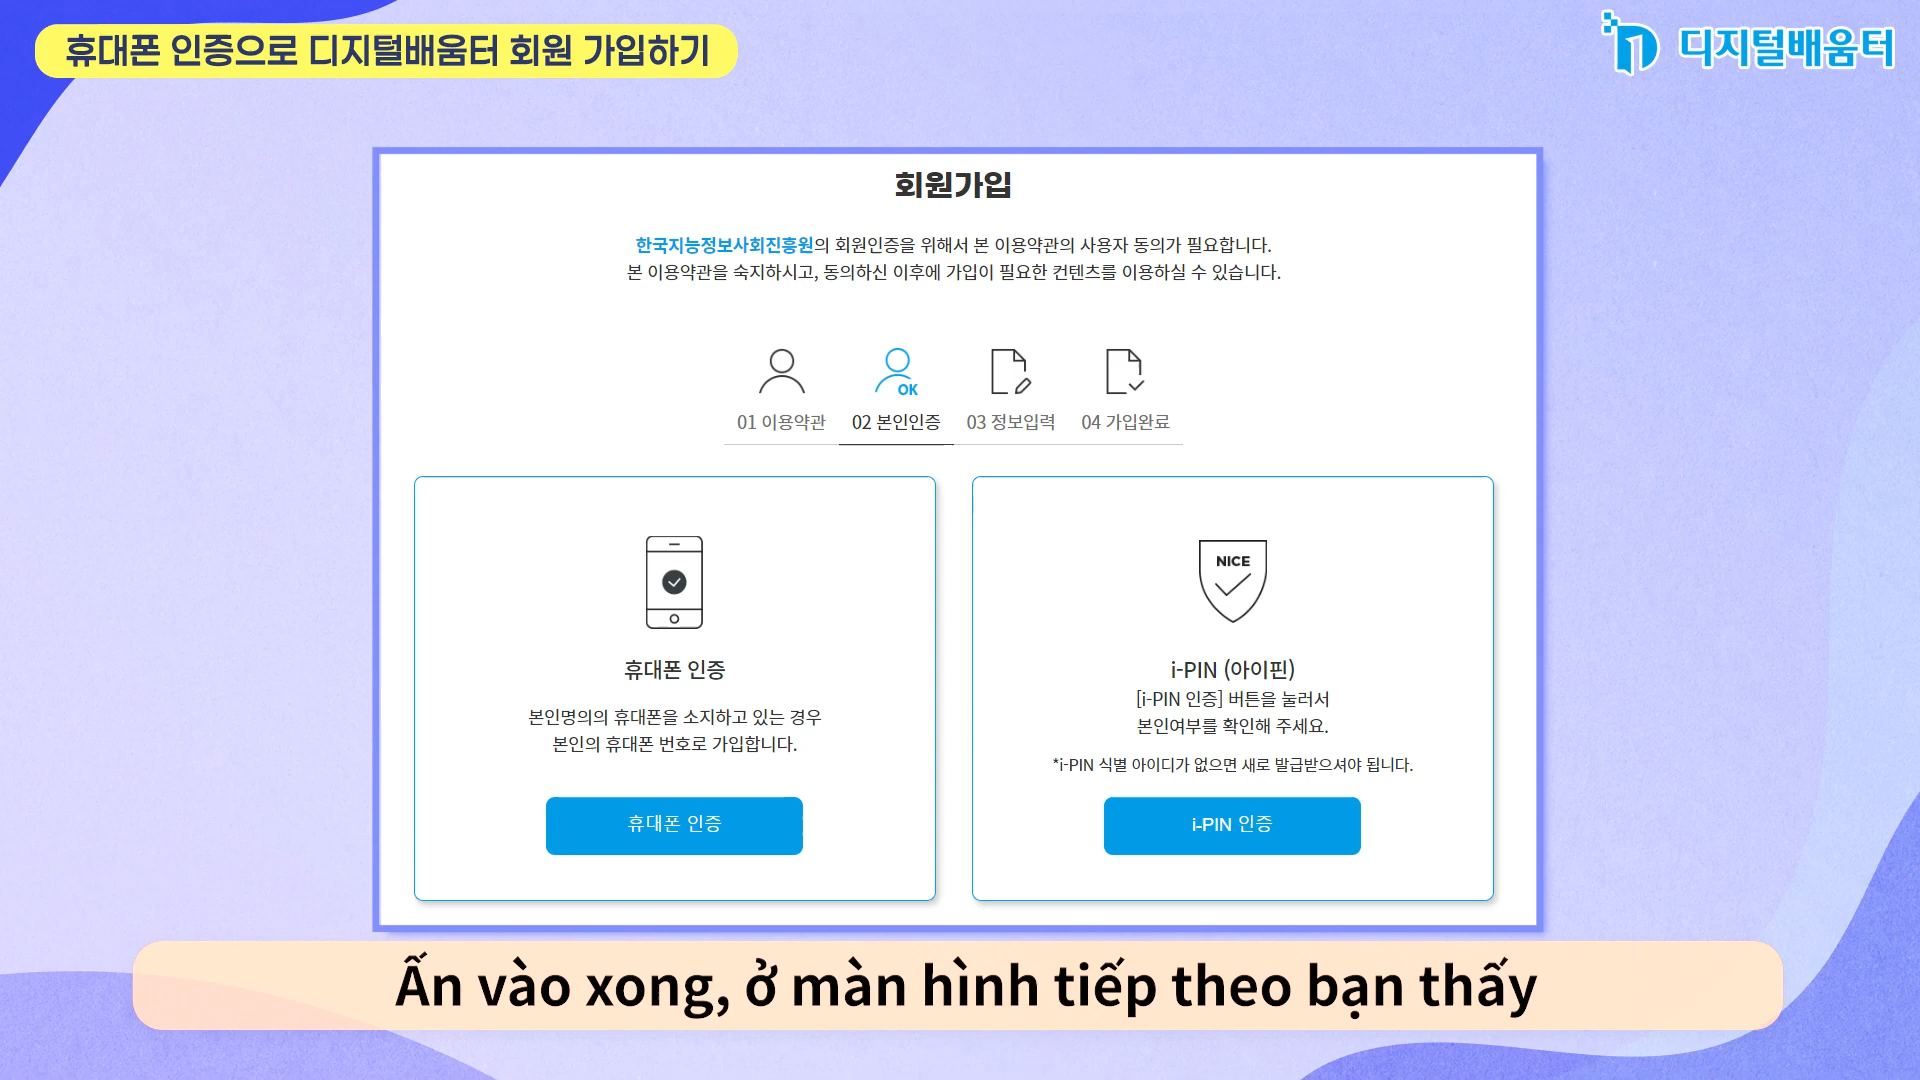 휴대폰 인증으로 디지털배움터 회원 가입하기
디지털배움터
회원가입
한국지능정보사회진흥원의 회원인증을 위해서 본 이용약관의 사용자 동의가 필요합니다.
본 이용약관을 숙지하시고, 동의하신 이후에 가입이 필요한 컨텐츠를 이용하실 수 있습니다.
OK
01 이용약관
02 본인인증
03 정보입력
04 가입완료
휴대폰 인증
본인명의의 휴대폰을 소지하고 있는 경우
본인의 휴대폰 번호로 가입합니다.
휴대폰 인증
NICE
i-PIN (아이핀)
[i-PIN 인증] 버튼을 눌러서
본인여부를 확인해 주세요.
*i-PIN 식별 아이디가 없으면 새로 발급받으셔야 됩니다.
i-PIN 인증
Ấn vào xong, ở màn hình tiếp theo bạn thấy